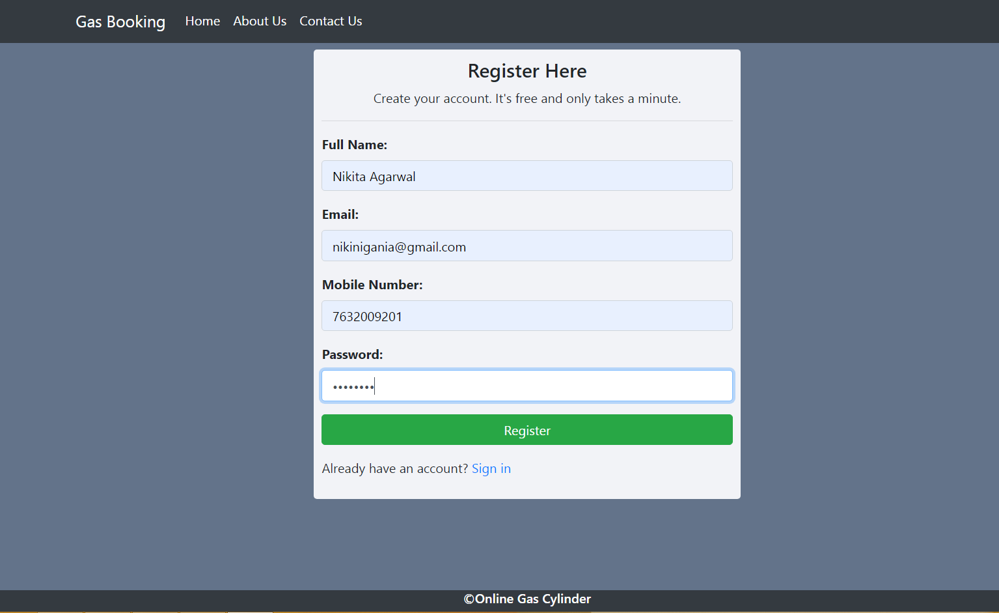 Gas Booking Home About Us Contact Us
Register Here
Create your account. It's free and only takes a minute.
Full Name:
Nikita Agarwal
Email:
nikinigania@gmail.com
Mobile Number:
7632009201
Password:
••••••••
Register
Already have an account? Sign in
©Online Gas Cylinder